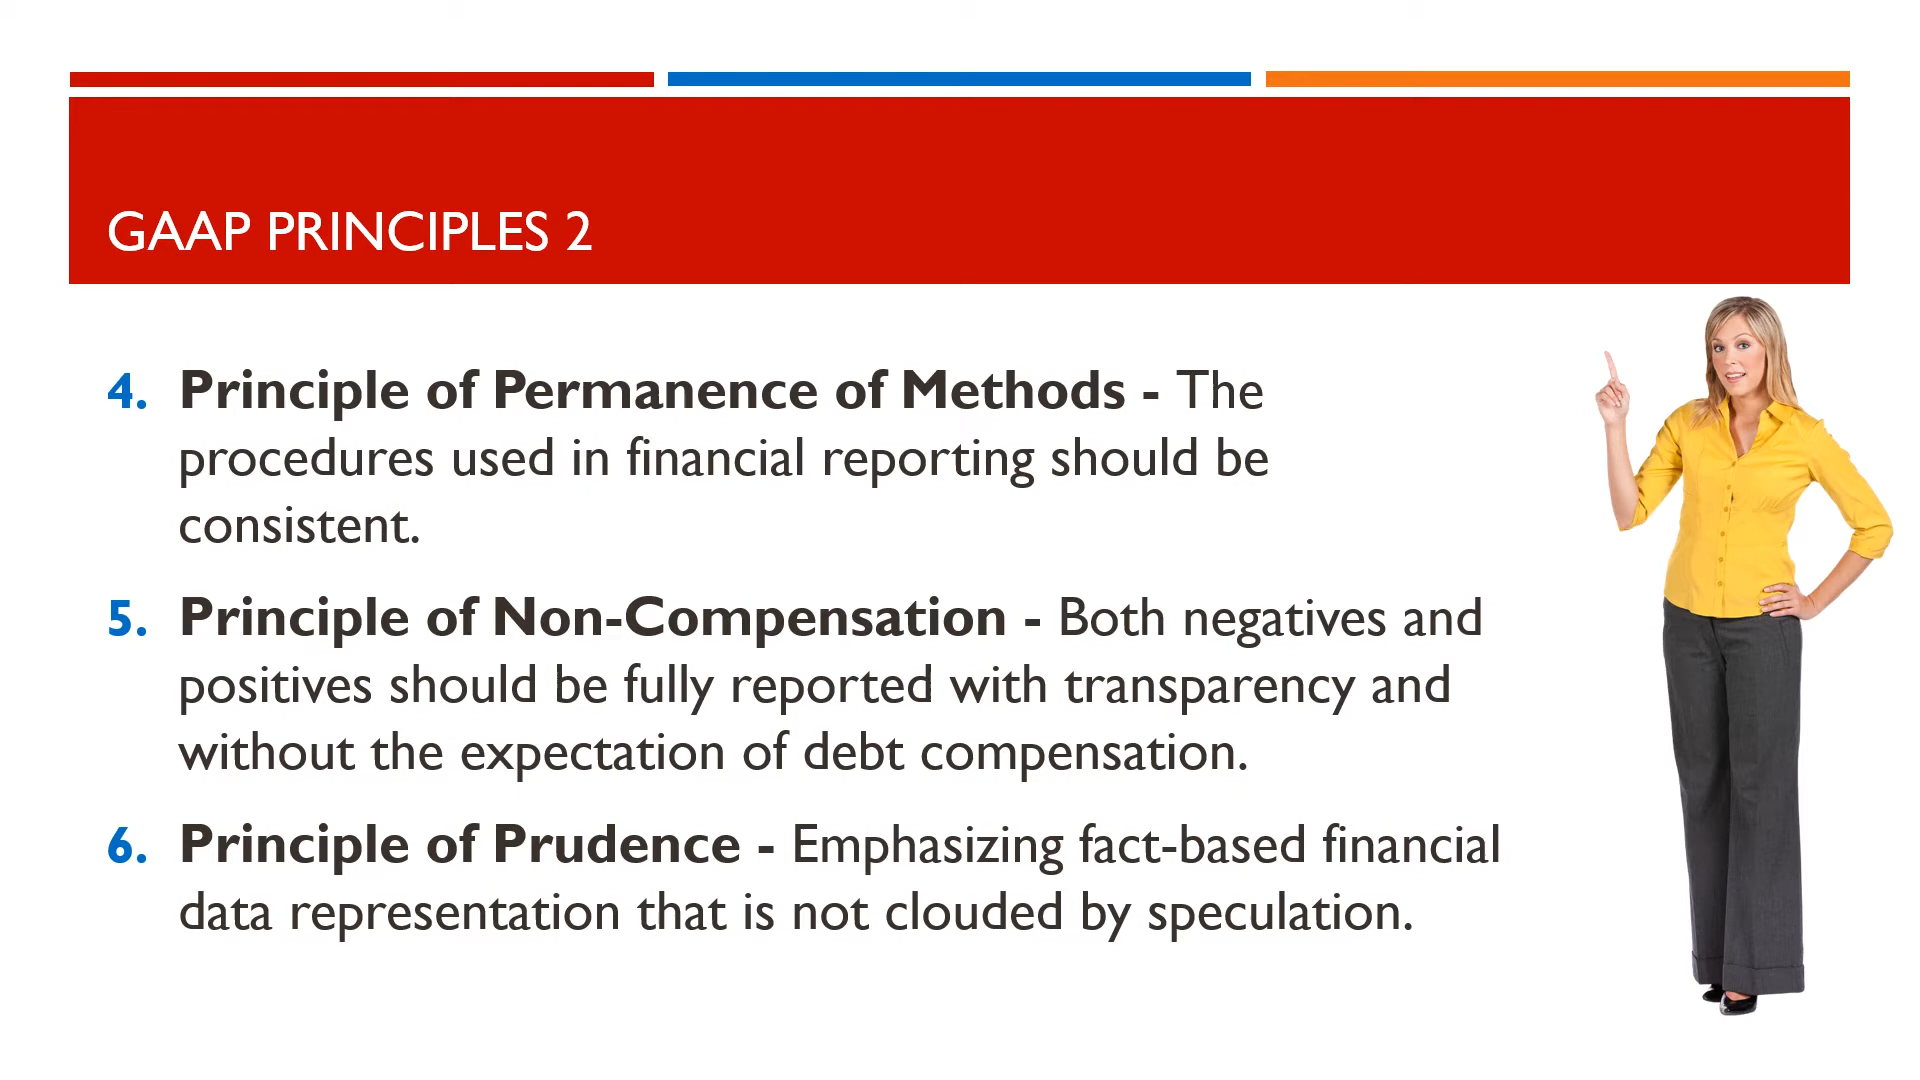 GAAP PRINCIPLES 2
4. Principle of Permanence of Methods - The
procedures used in financial reporting should be
consistent.
5. Principle of Non-Compensation - Both negatives and
positives should be fully reported with transparency and
without the expectation of debt compensation.
6. Principle of Prudence - Emphasizing fact-based financial
data representation that is not clouded by speculation.